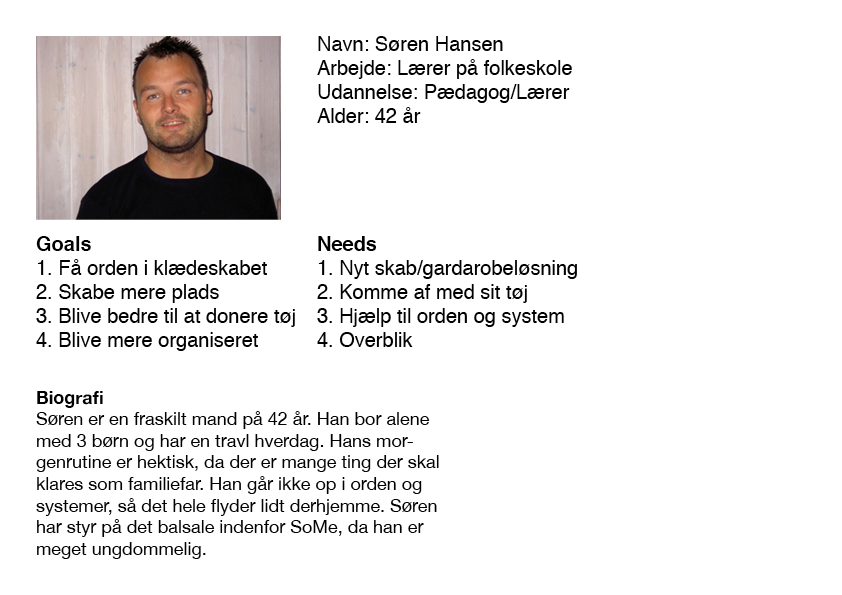 Navn: Søren Hansen
Arbejde: Lærer på folkeskole
Udannelse: Pædagog/Lærer
Alder: 42 år
Goals
1. Få orden i klædeskabet
2. Skabe mere plads
3. Blive bedre til at donere tøj
4. Blive mere organiseret
Needs
1. Nyt skab/gardarobeløsning
2. Komme af med sit tøj
3. Hjælp til orden og system
4. Overblik
Biografi
Søren er en fraskilt mand på 42 år. Han bor alene
med 3 børn og har en travl hverdag. Hans mor-
genrutine er hektisk, da der er mange ting der skal
klares som familiefar. Han går ikke op i orden og
systemer, så det hele flyder lidt derhjemme. Søren
har styr på det balsale indenfor SoMe, da han er
meget ungdommelig.